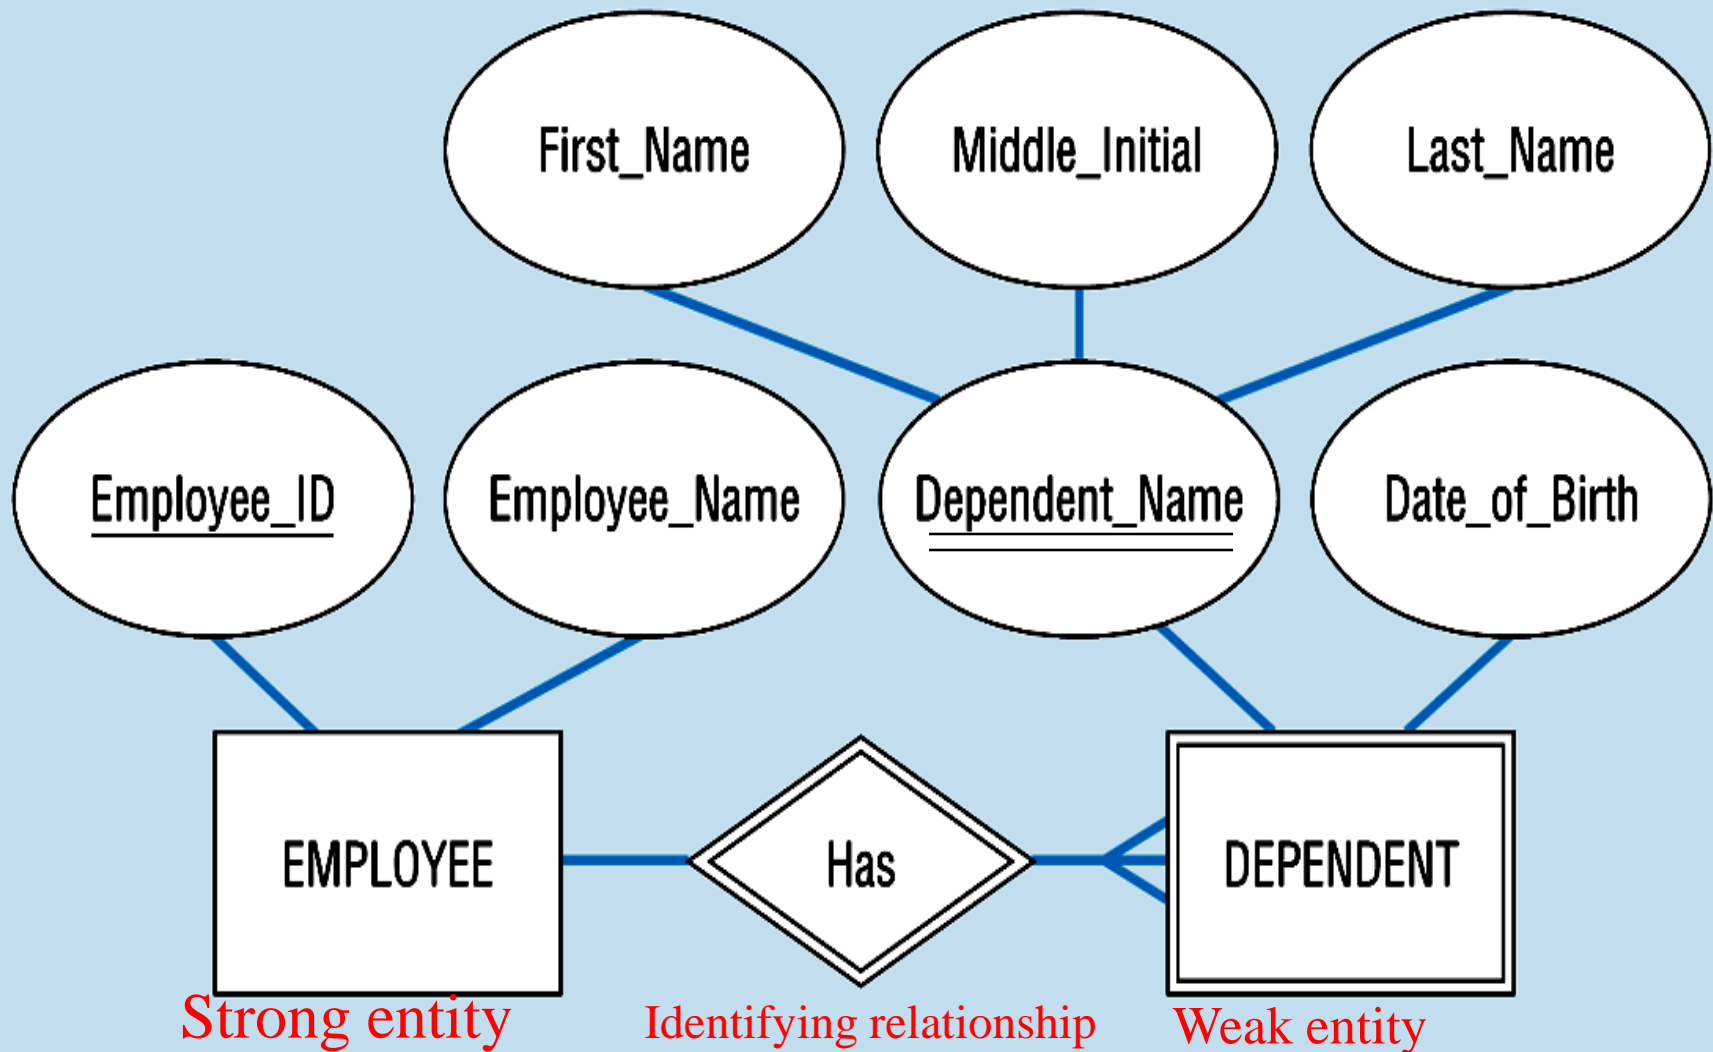 First_Name Middle_Initial Last_Name
Employee_ID Employee_Name Dependent_Name Date_of_Birth
EMPLOYEE Has DEPENDENT
Strong entity Identifying relationship Weak entity